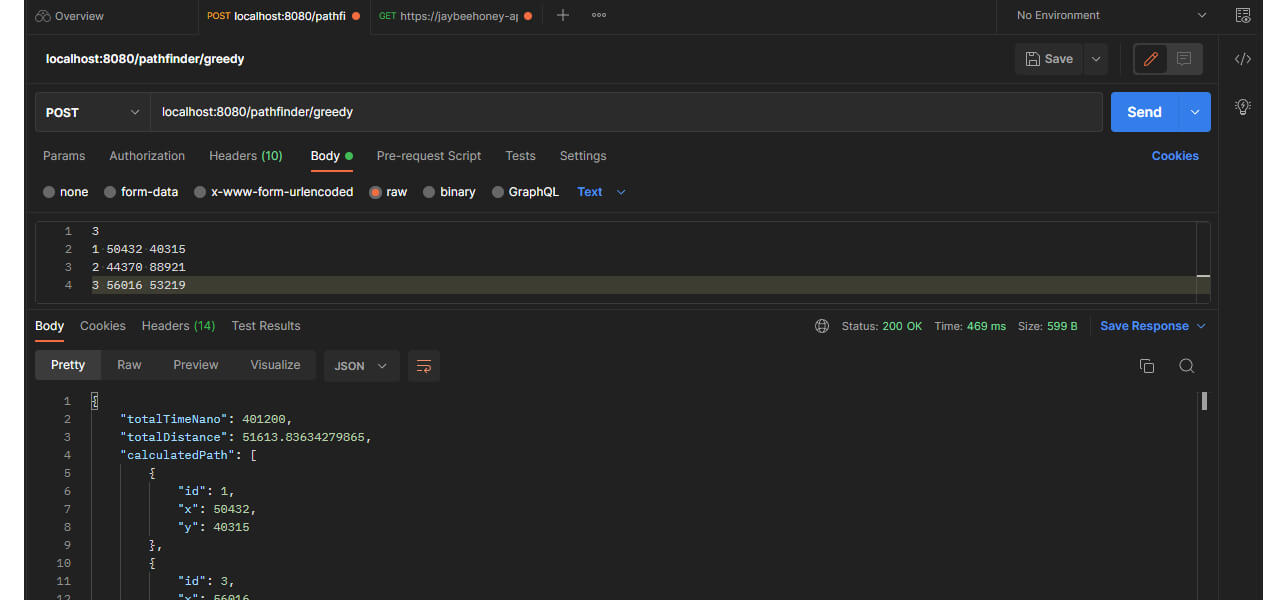 Overview
POST localhost:8080/pathfi
GET https://jaybeehoney-ap
No Environment
localhost:8080/pathfinder/greedy
Save
POST
localhost:8080/pathfinder/greedy
Send
Params Authorization Headers (10) Body Pre-request Script Tests Settings Cookies
none form-data x-www-form-urlencoded raw binary GraphQL Text
1 3
2 1 50432 40315
3 2 44370 88921
4 3 56016 53219
Body Cookies Headers (14) Test Results Status: 200 OK Time: 469 ms Size: 599 B Save Response
Pretty Raw Preview Visualize JSON
1 {
2 "totalTimeNano": 401200,
3 "totalDistance": 51613.83634279865,
4 "calculatedPath": [
5 {
6 "id": 1,
7 "x": 50432,
8 "y": 40315
9 },
10 {
11 "id": 3,
12 "x": 56016